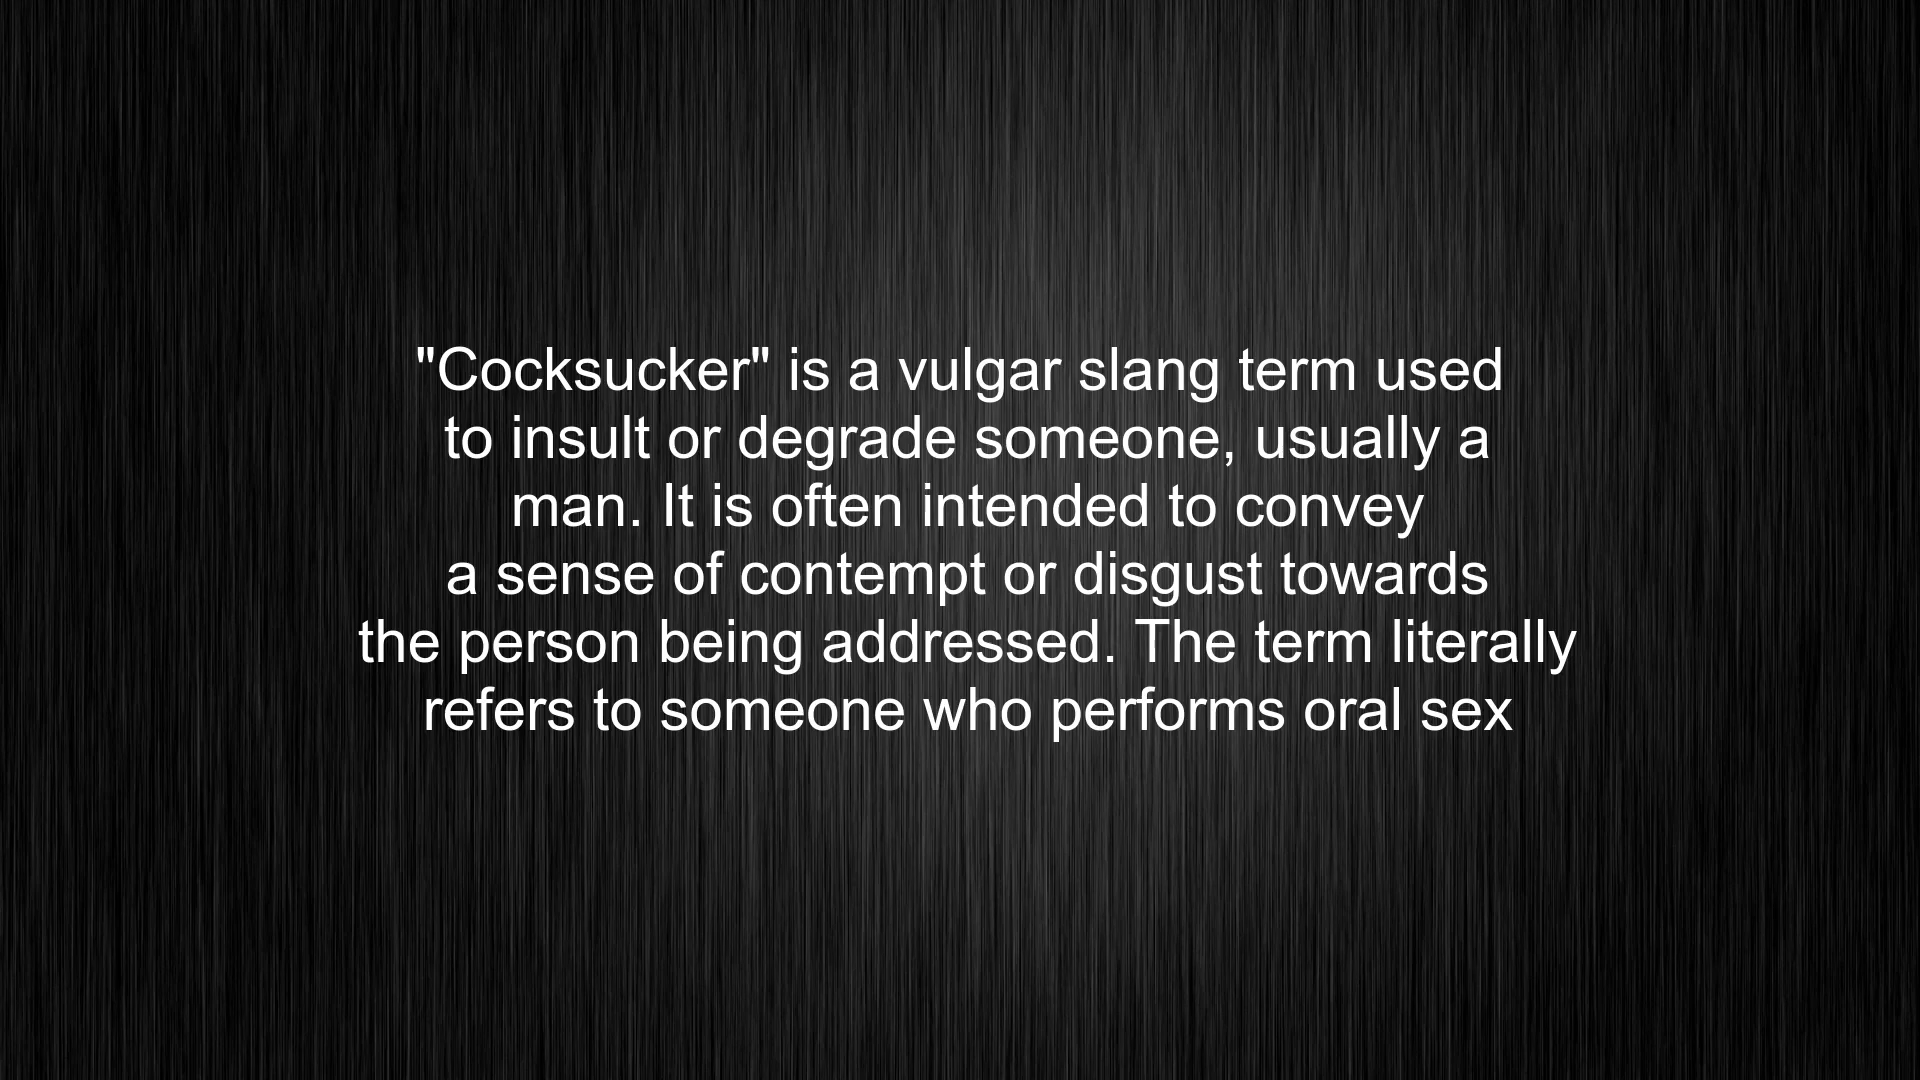 "Cocksucker" is a vulgar slang term used
to insult or degrade someone, usually a
man. It is often intended to convey
a sense of contempt or disgust towards
the person being addressed. The term literally
refers to someone who performs oral sex